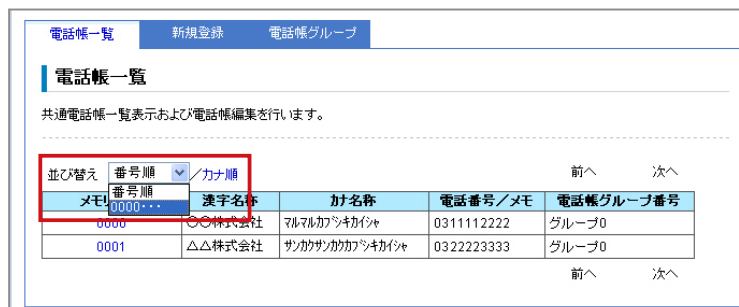 電話帳一覧 新規登録 電話帳グループ
電話帳一覧
共通電話帳一覧表示および電話帳編集を行います。
並び替え 番号順 ／カナ順 前へ 次へ
番号順
0000・・・
メモリ 漢字名称 カナ名称 電話番号／メモ 電話帳グループ番号
0000 〇〇株式会社 マルマルカブシキカイシャ 0311112222 グループ0
0001 △△株式会社 サンカクサンカクカブシキカイシャ 0322223333 グループ0
前へ 次へ